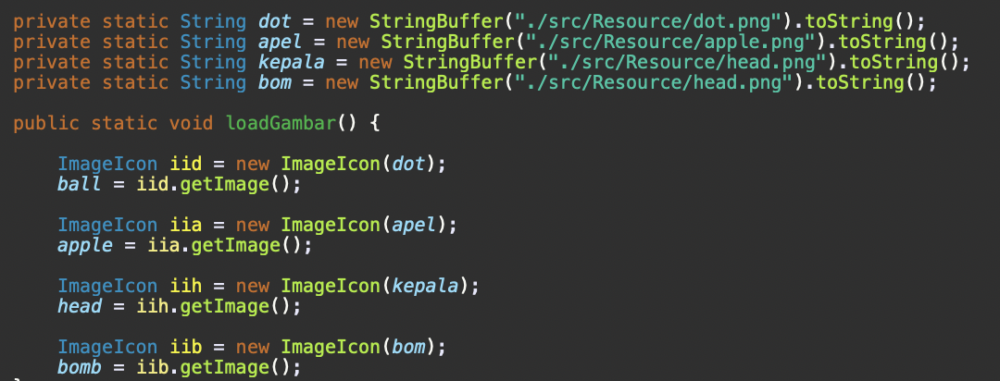 private static String dot = new StringBuffer("./src/Resource/dot.png").toString();
private static String apel = new StringBuffer("./src/Resource/apple.png").toString();
private static String kepala = new StringBuffer("./src/Resource/head.png").toString();
private static String bom = new StringBuffer("./src/Resource/head.png").toString();
public static void loadGambar() {
ImageIcon iid = new ImageIcon(dot);
ball = iid.getImage();
ImageIcon iia = new ImageIcon(apel);
apple = iia.getImage();
ImageIcon iih = new ImageIcon(kepala);
head = iih.getImage();
ImageIcon iib = new ImageIcon(bom);
bomb = iib.getImage();
}